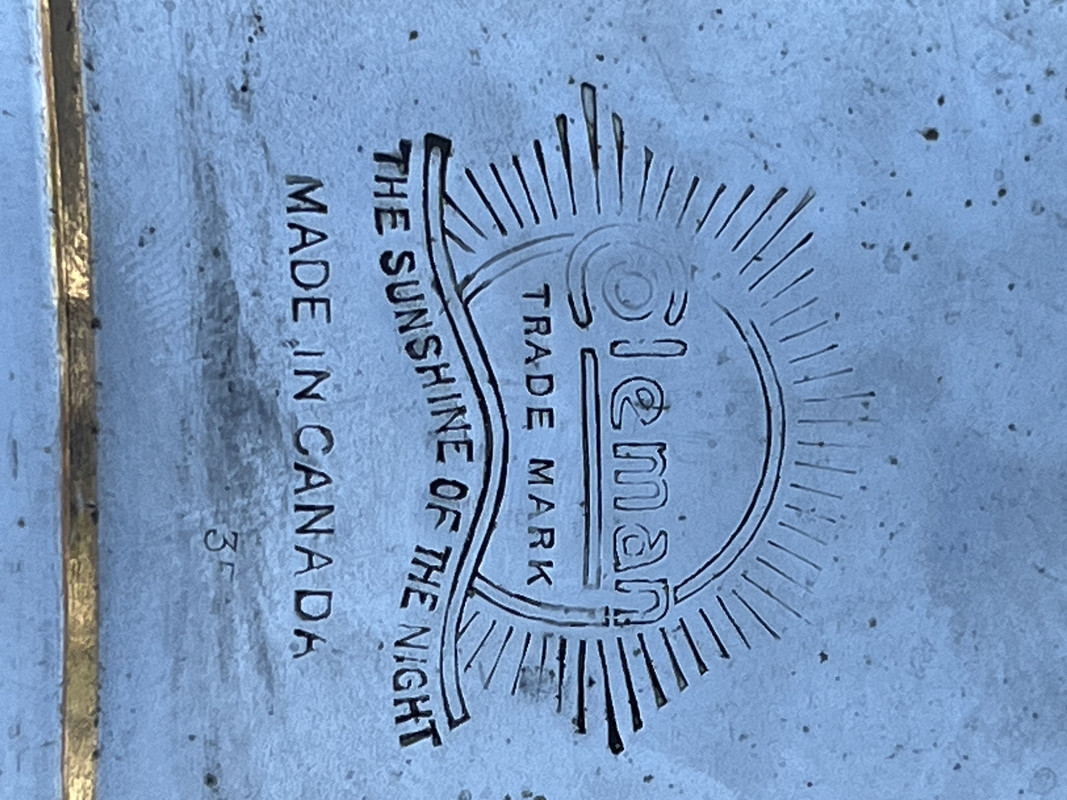 Coleman
TRADE MARK
THE SUNSHINE OF THE NIGHT
MADE IN CANADA